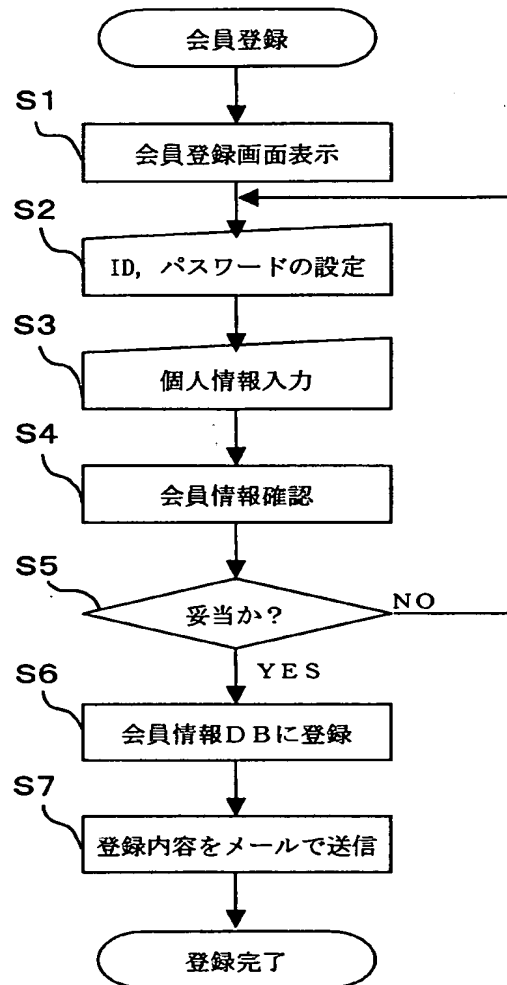 会員登録
S1
会員登録画面表示
S2
ID, パスワードの設定
S3
個人情報入力
S4
会員情報確認
S5
妥当か?
NO
YES
S6
会員情報DBに登録
S7
登録内容をメールで送信
登録完了